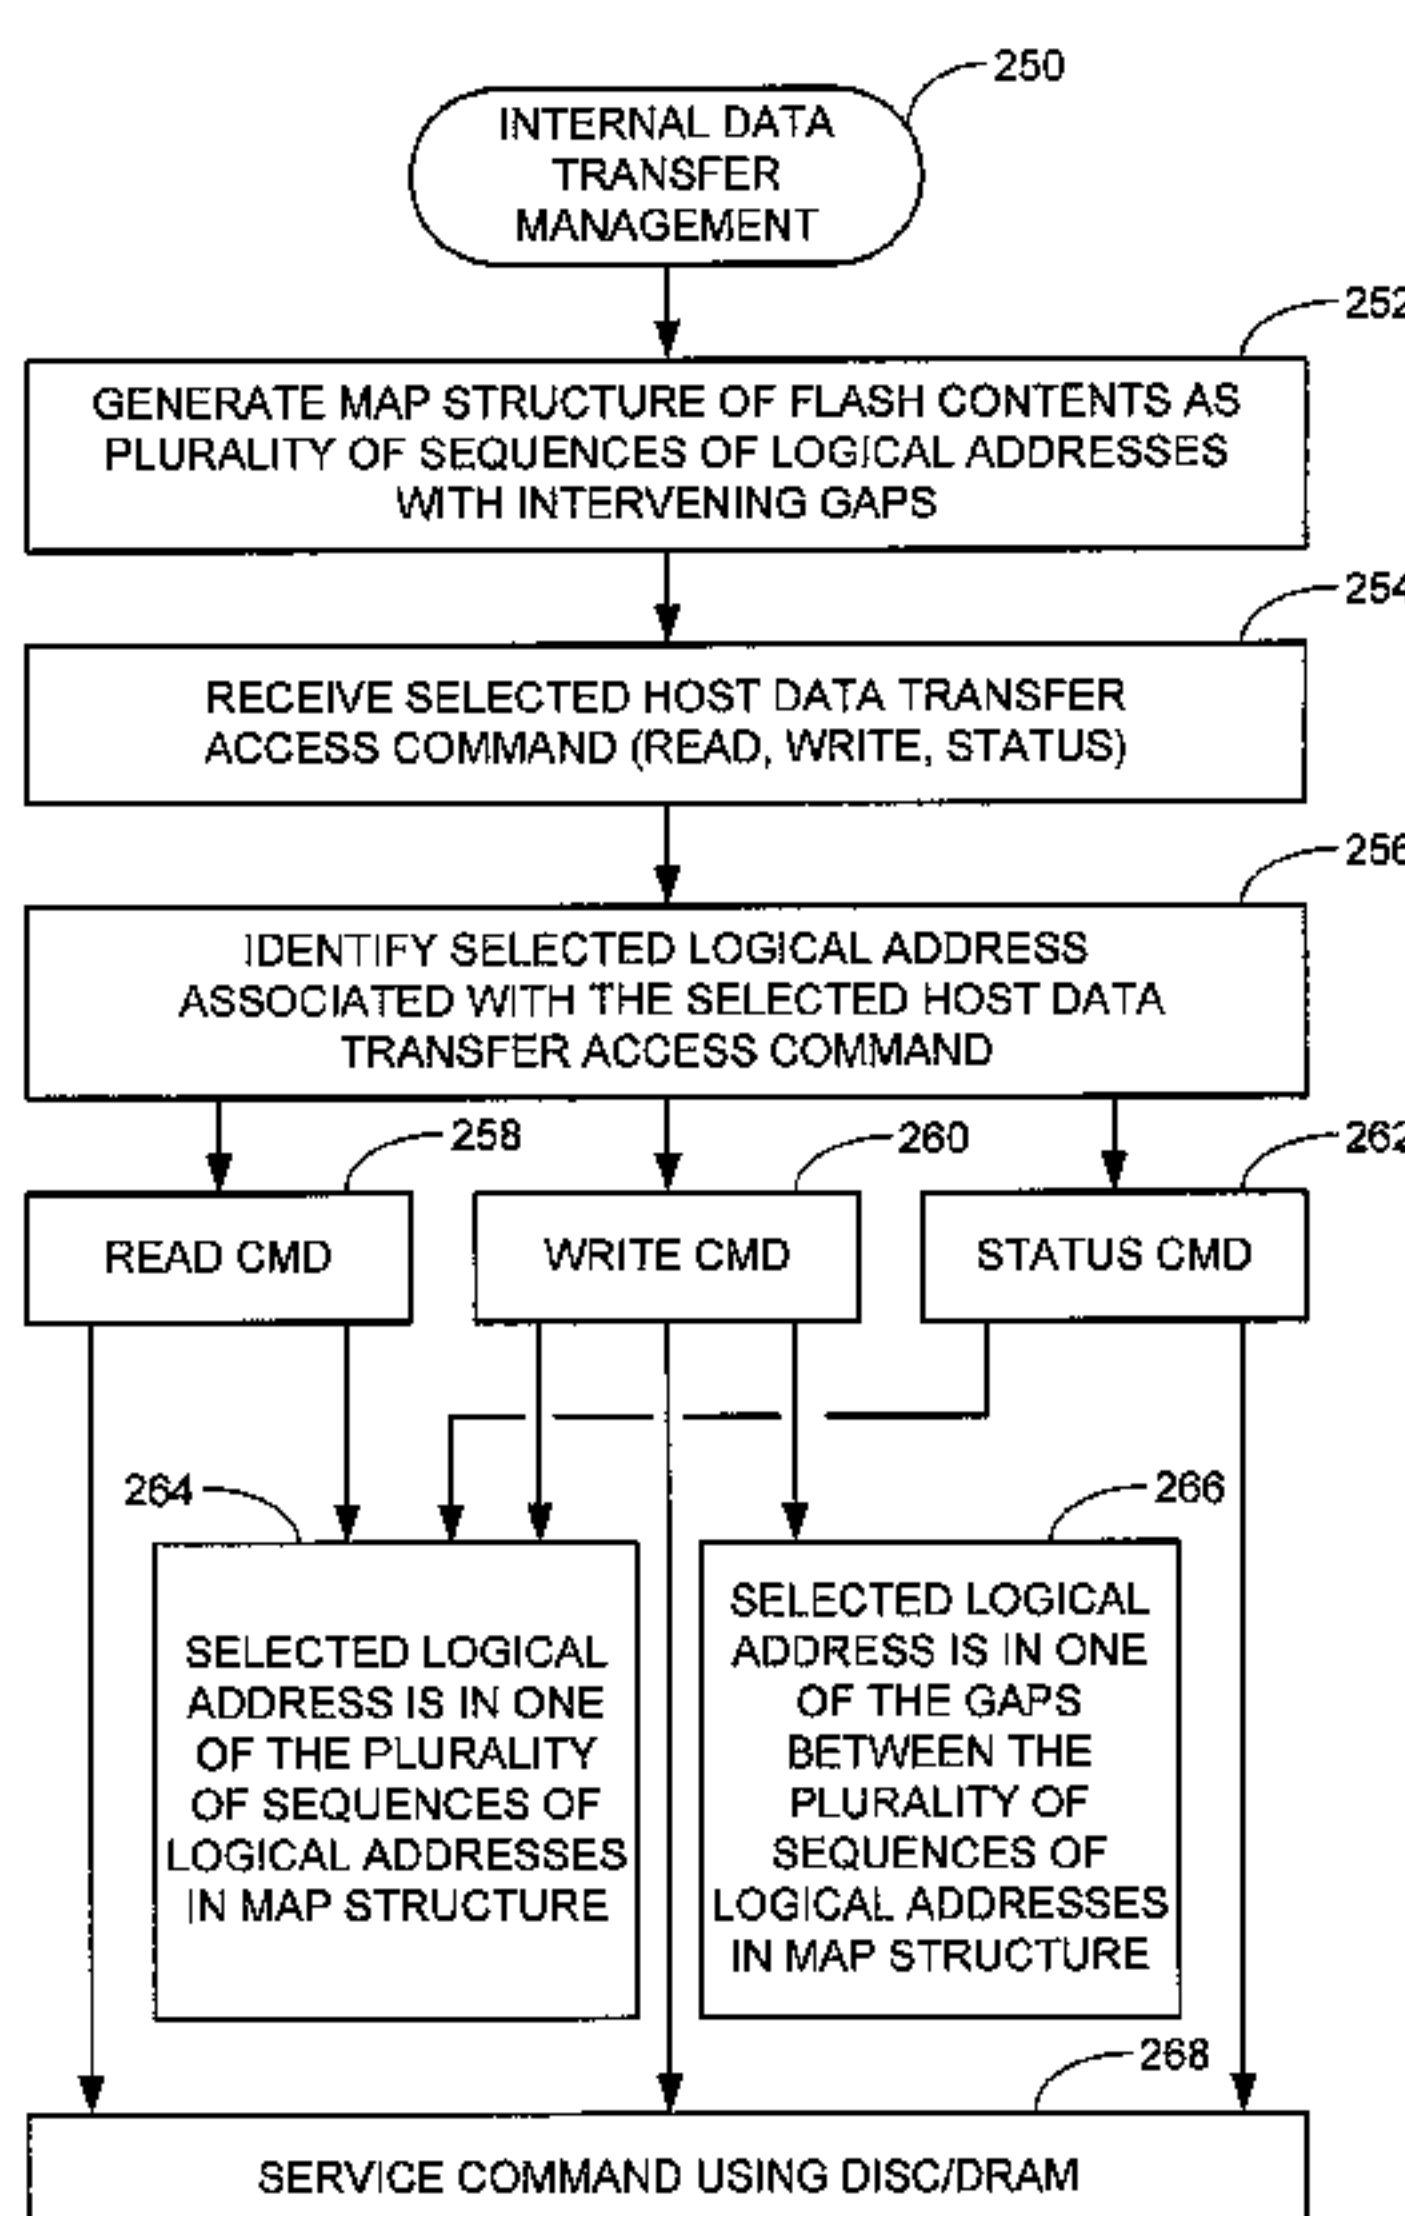 250
INTERNAL DATA
TRANSFER
MANAGEMENT
252
GENERATE MAP STRUCTURE OF FLASH CONTENTS AS
PLURALITY OF SEQUENCES OF LOGICAL ADDRESSES
WITH INTERVENING GAPS
254
RECEIVE SELECTED HOST DATA TRANSFER
ACCESS COMMAND (READ, WRITE, STATUS)
256
IDENTIFY SELECTED LOGICAL ADDRESS
ASSOCIATED WITH THE SELECTED HOST DATA
TRANSFER ACCESS COMMAND
258
260
262
READ CMD
WRITE CMD
STATUS CMD
264
266
SELECTED LOGICAL
ADDRESS IS IN ONE
OF THE PLURALITY
OF SEQUENCES OF
LOGICAL ADDRESSES
IN MAP STRUCTURE
SELECTED LOGICAL
ADDRESS IS IN ONE
OF THE GAPS
BETWEEN THE
PLURALITY OF
SEQUENCES OF
LOGICAL ADDRESSES
IN MAP STRUCTURE
268
SERVICE COMMAND USING DISC/DRAM